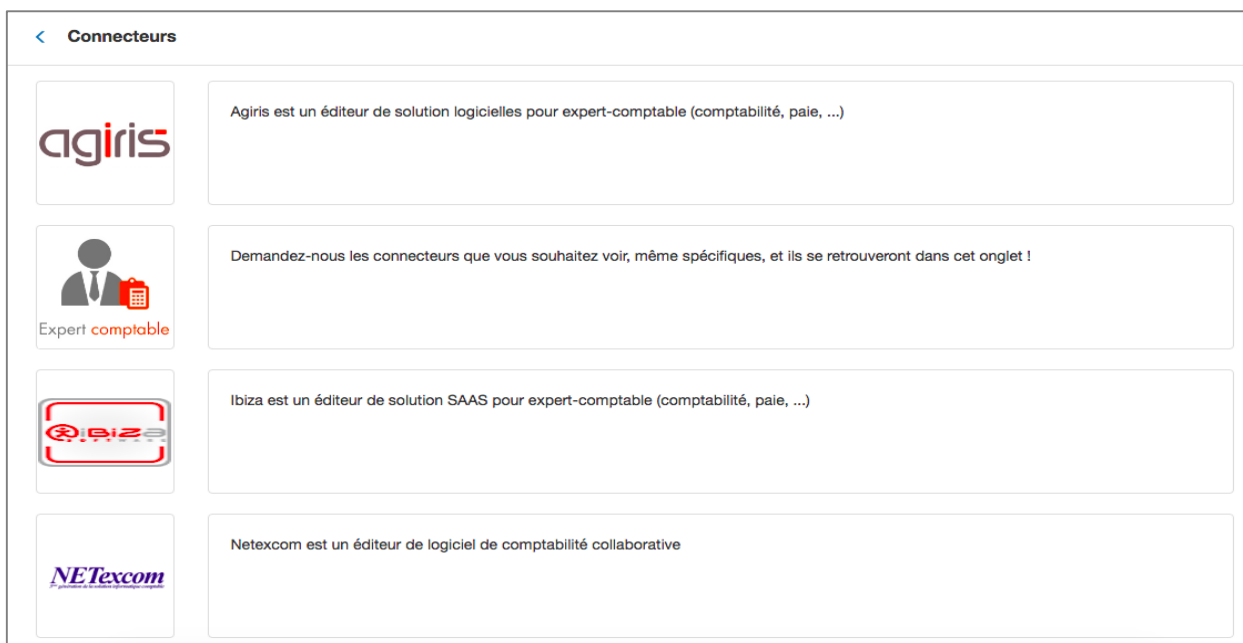 Connecteurs
agiris
Agiris est un éditeur de solution logicielles pour expert-comptable (comptabilité, paie, ...)
Expert comptable
Demandez-nous les connecteurs que vous souhaitez voir, même spécifiques, et ils se retrouveront dans cet onglet !
iBiZa
Ibiza est un éditeur de solution SAAS pour expert-comptable (comptabilité, paie, ...)
NETexcom
Netexcom est un éditeur de logiciel de comptabilité collaborative